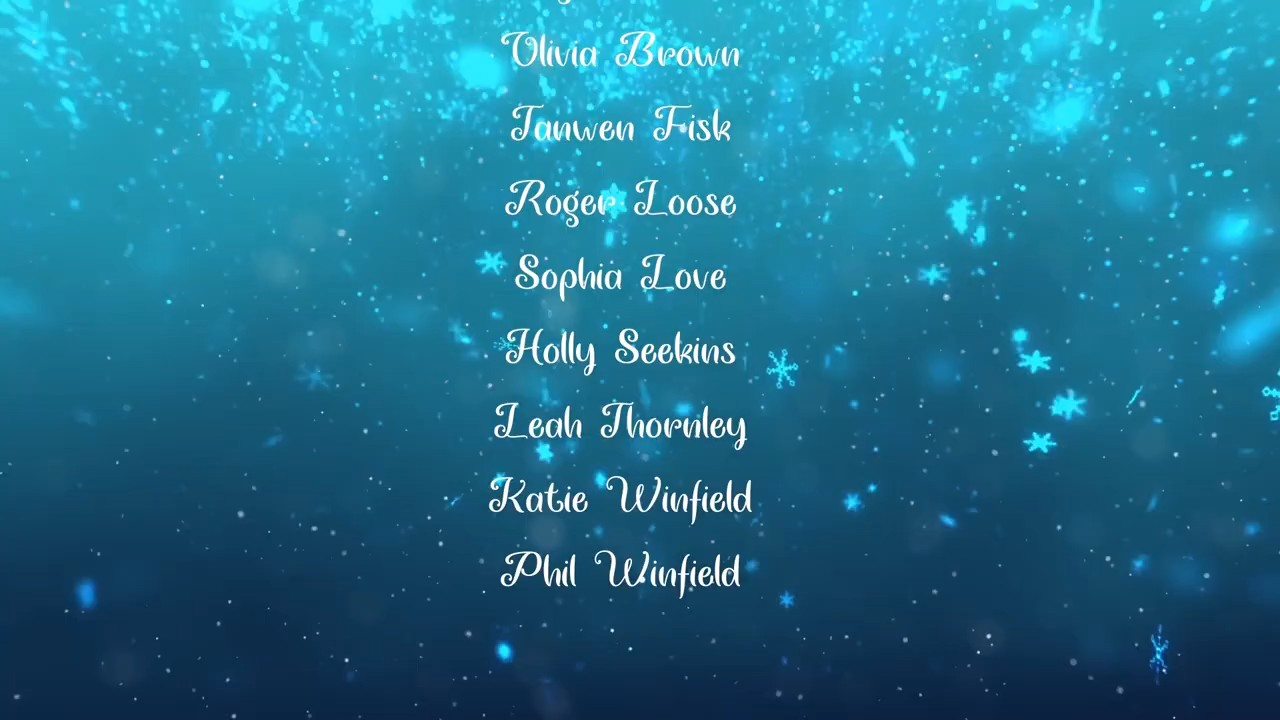 Olivia Brown
Tanwen Fisk
Roger Loose
Sophia Love
Holly Seekins
Leah Thornley
Katie Winfield
Phil Winfield